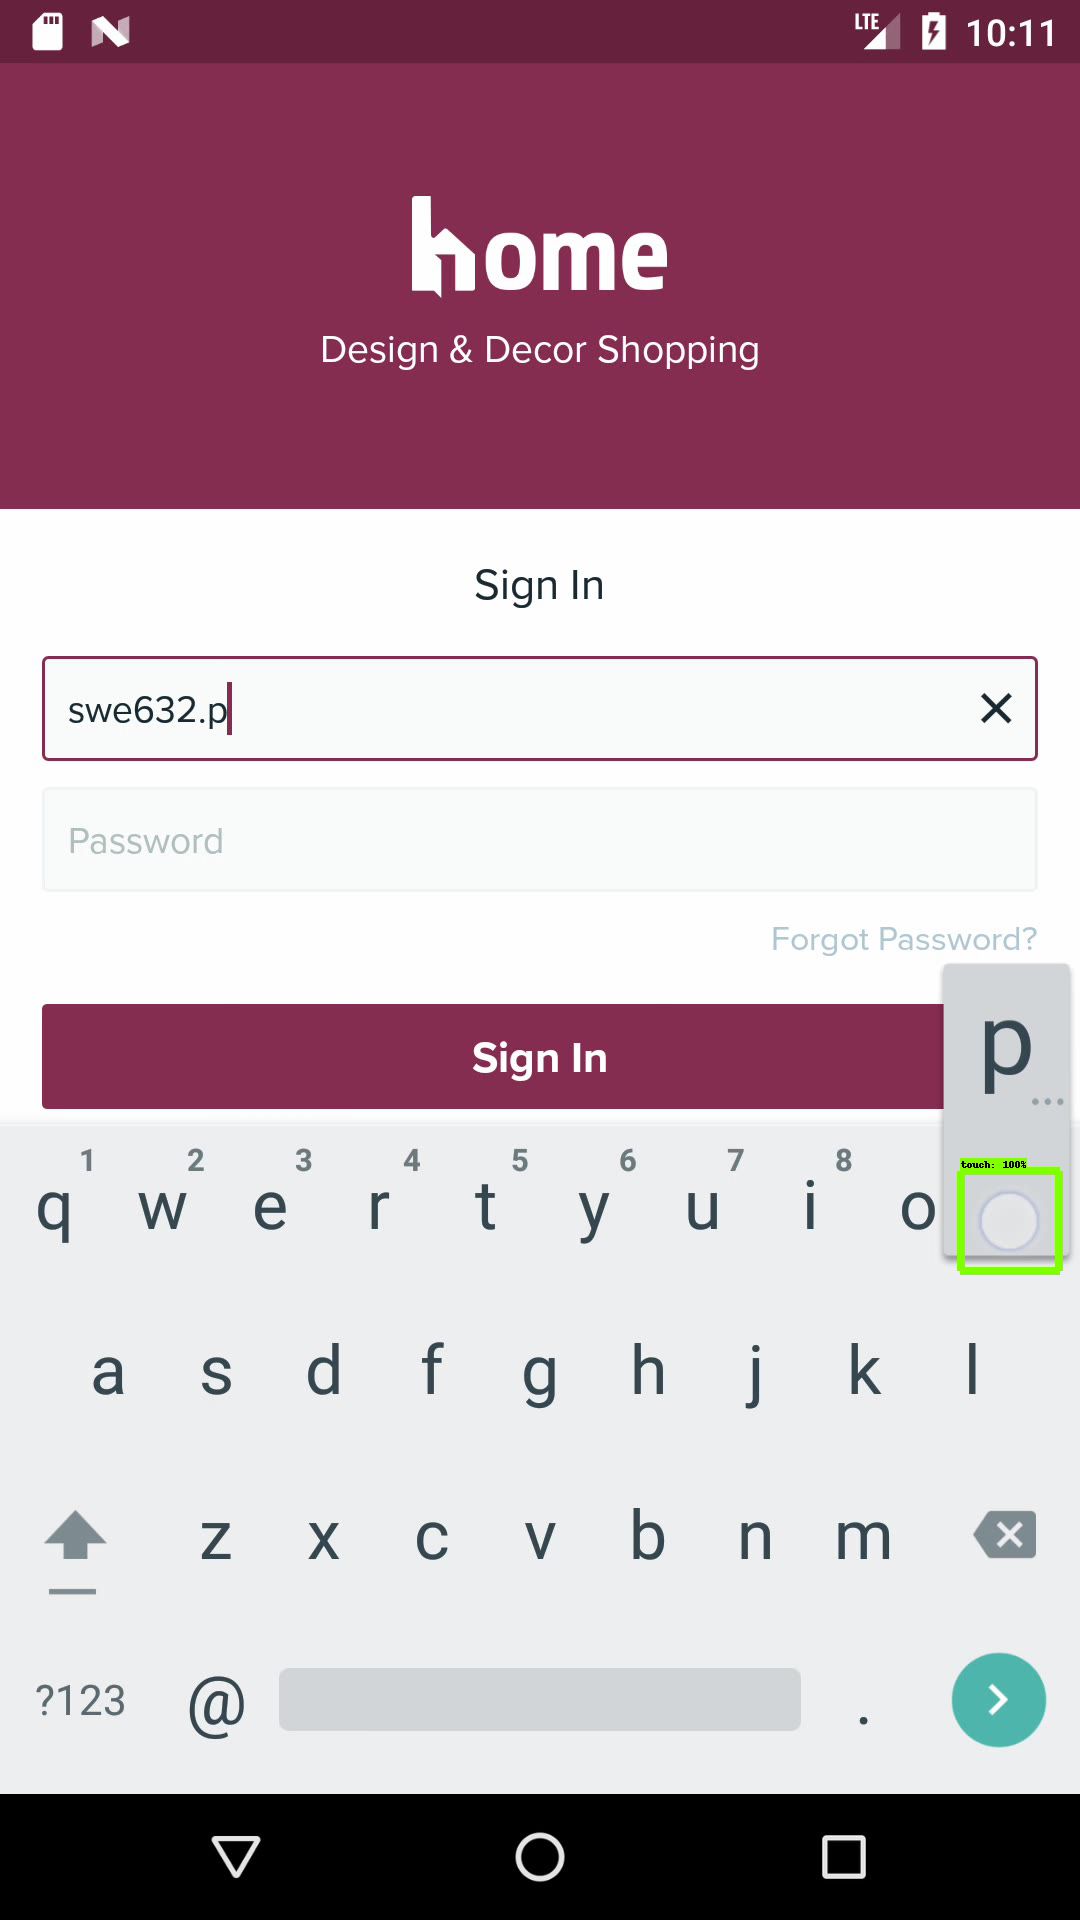 LTE 10:11
home
Design & Decor Shopping
Sign In
swe632.p
Password
Forgot Password?
Sign In
p
...
touch: 100%
1 2 3 4 5 6 7 8
q w e r t y u i o
a s d f g h j k l
z x c v b n m
?123 @ .